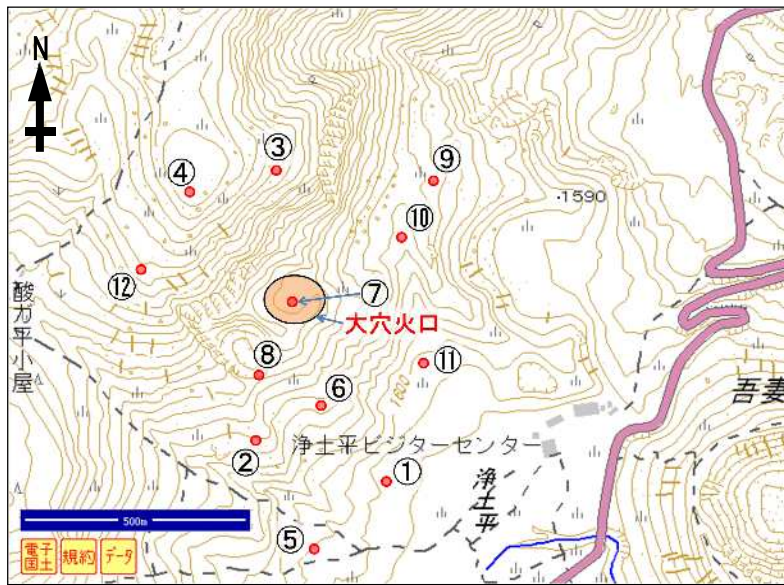 N
③
④
⑨
⑩
・1590
⑫
⑦
大穴火口
酸ガ平小屋
⑧
⑪
⑥
1600
吾妻
②
浄土平ビジターセンター
①
浄土平
⑤
500m
電子国土
規約
データ